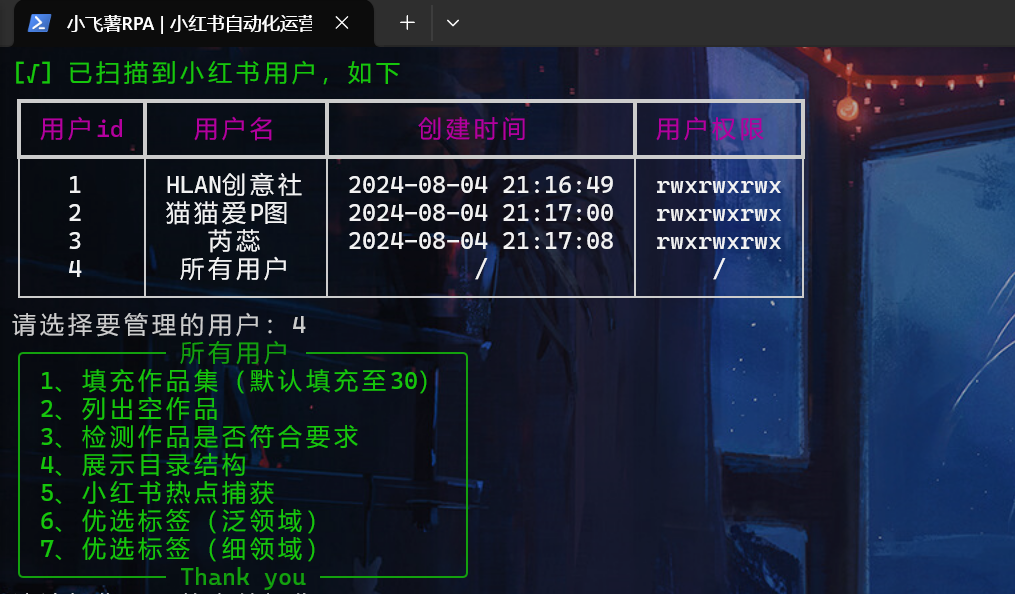 小飞薯RPA | 小红书自动化运营
[√] 已扫描到小红书用户，如下
用户id 用户名 创建时间 用户权限
1 HLAN创意社 2024-08-04 21:16:49 rwxrwxrwx
2 猫猫爱P图 2024-08-04 21:17:00 rwxrwxrwx
3 芮蕊 2024-08-04 21:17:08 rwxrwxrwx
4 所有用户 / /
请选择要管理的用户: 4
所有用户
1、填充作品集（默认填充至30）
2、列出空作品
3、检测作品是否符合要求
4、展示目录结构
5、小红书热点捕获
6、优选标签（泛领域）
7、优选标签（细领域）
Thank you